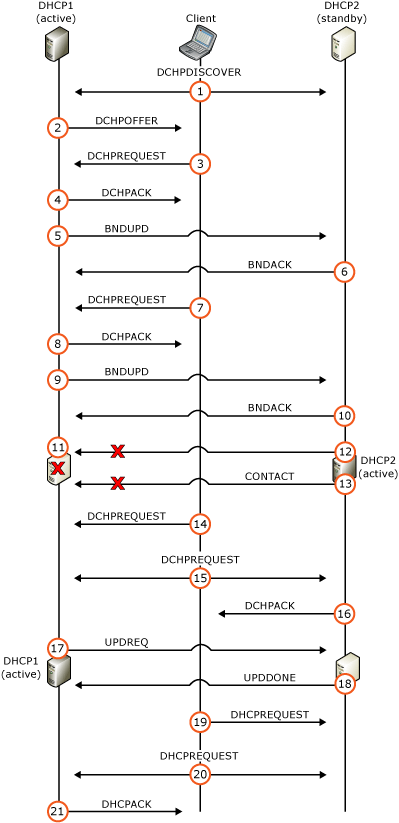 DHCP1
(active)
Client
DHCP2
(standby)
DCHPDISCOVER
1
2
DCHPOFFER
DCHPREQUEST
3
4
DCHPACK
5
BNDUPD
BNDACK
6
DCHPREQUEST
7
8
DCHPACK
9
BNDUPD
BNDACK
10
11
12
DHCP2
(active)
CONTACT
13
DCHPREQUEST
14
DCHPREQUEST
15
DCHPACK
16
17
UPDREQ
DHCP1
(active)
UPDDONE
18
19
DHCPREQUEST
DHCPREQUEST
20
21
DHCPACK